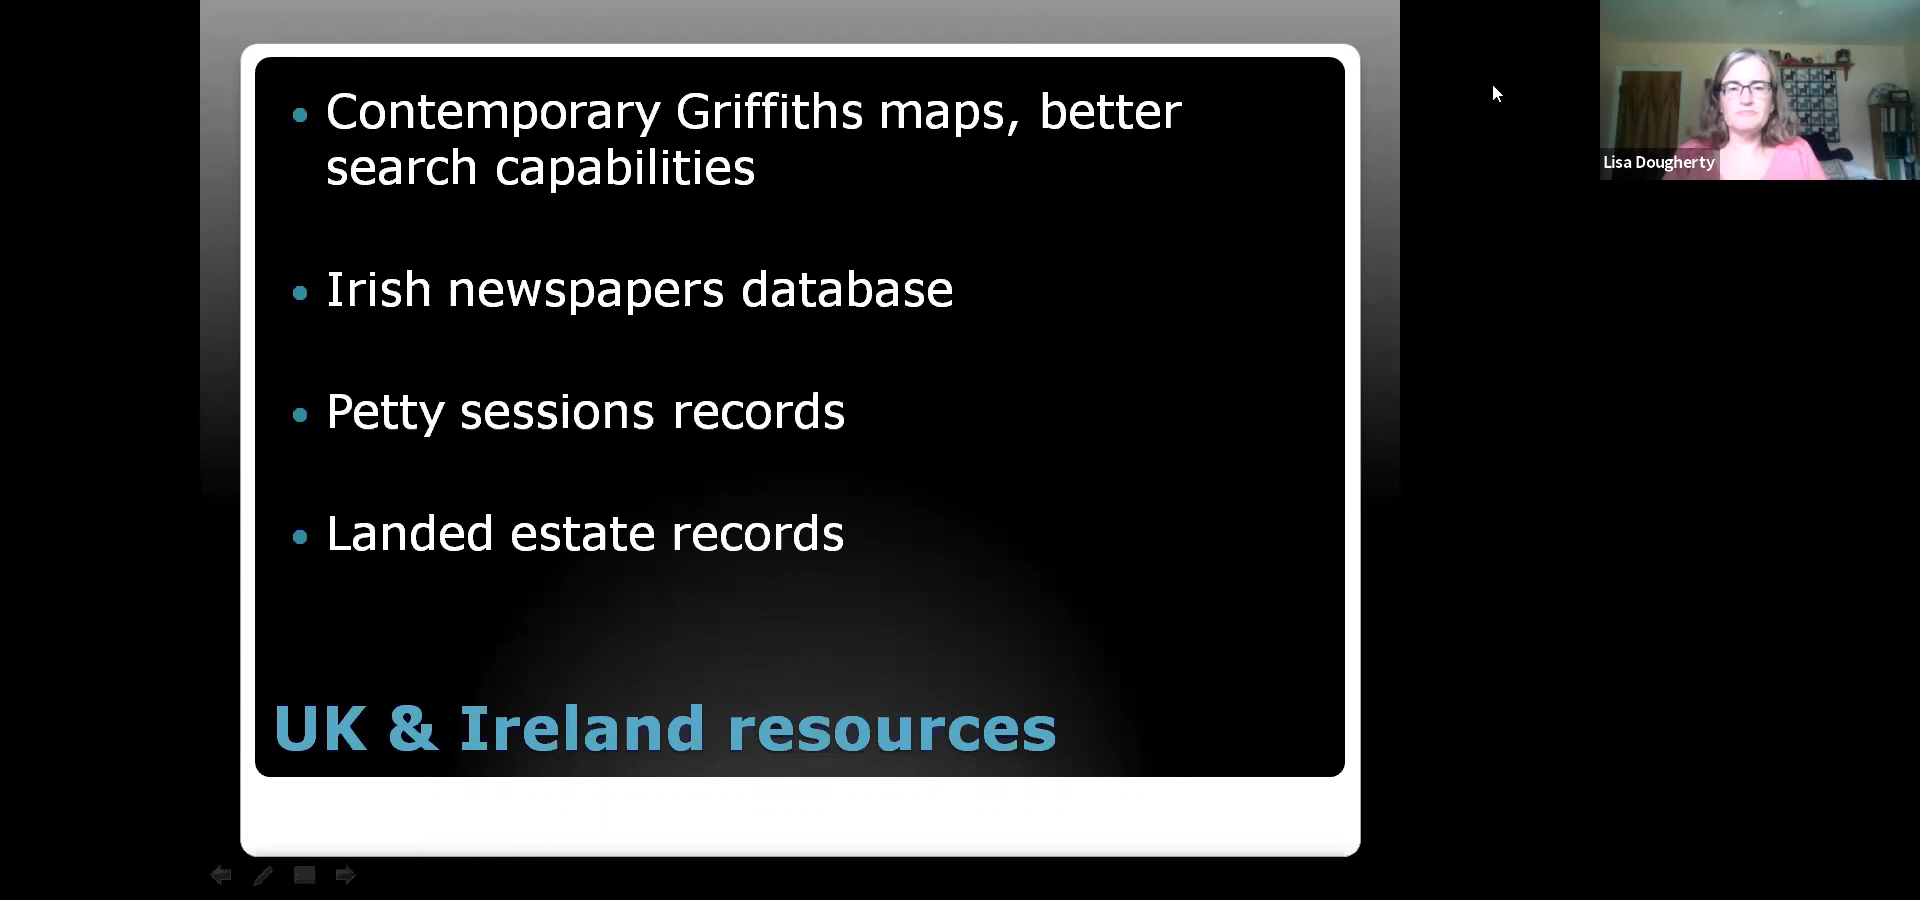 • Contemporary Griffiths maps, better
search capabilities
• Irish newspapers database
• Petty sessions records
• Landed estate records
UK & Ireland resources
Lisa Dougherty